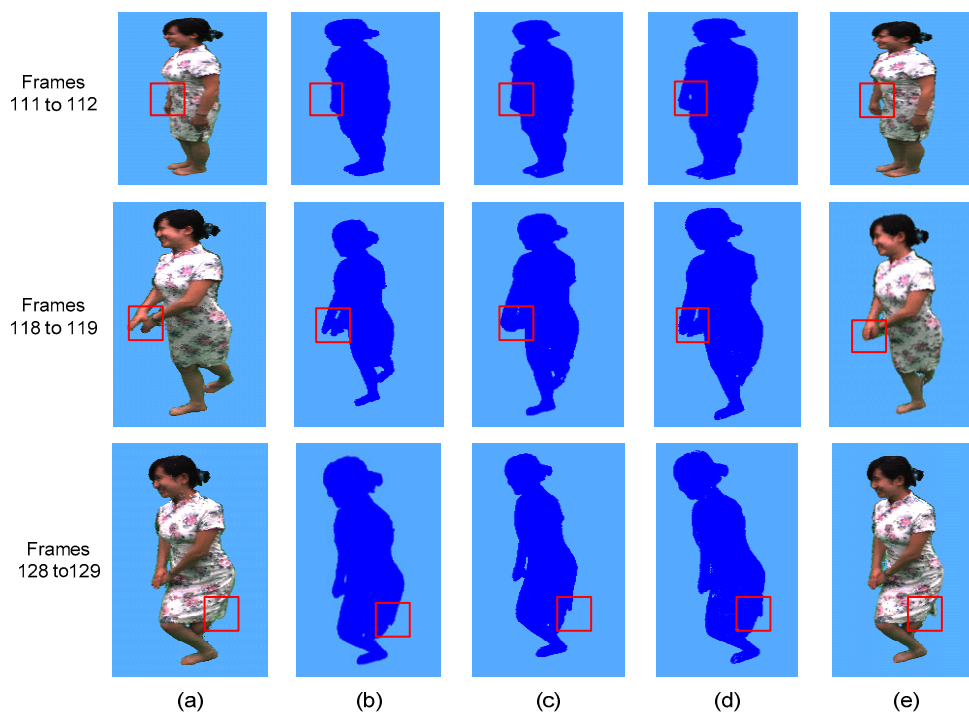 Frames
111 to 112
Frames
118 to 119
Frames
128 to129
(a)
(b)
(c)
(d)
(e)